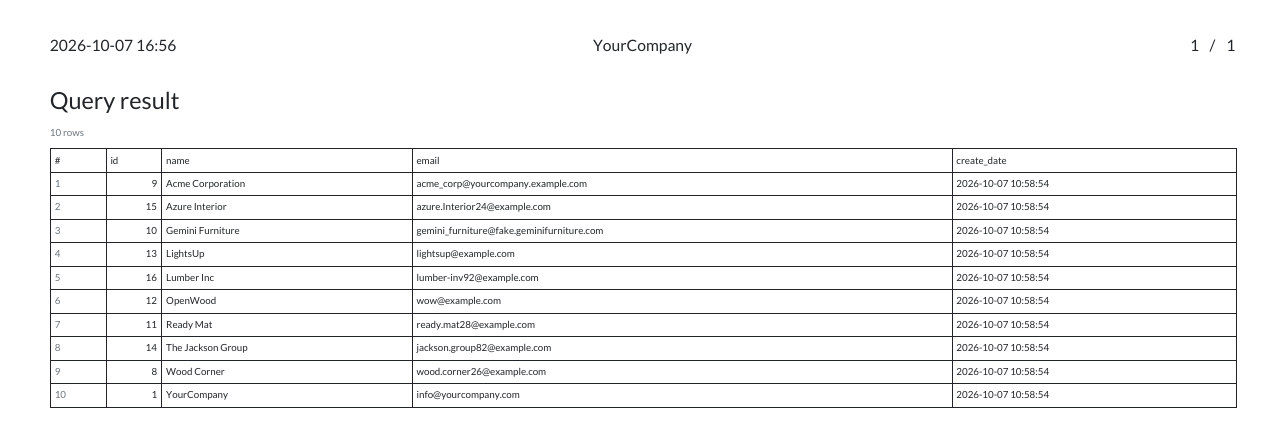 2026-10-07 16:56 YourCompany 1 / 1
Query result
10 rows
# id name email create_date
1 9 Acme Corporation acme_corp@yourcompany.example.com 2026-10-07 10:58:54
2 15 Azure Interior azure.Interior24@example.com 2026-10-07 10:58:54
3 10 Gemini Furniture gemini_furniture@fake.geminifurniture.com 2026-10-07 10:58:54
4 13 LightsUp lightsup@example.com 2026-10-07 10:58:54
5 16 Lumber Inc lumber-inv92@example.com 2026-10-07 10:58:54
6 12 OpenWood wow@example.com 2026-10-07 10:58:54
7 11 Ready Mat ready.mat28@example.com 2026-10-07 10:58:54
8 14 The Jackson Group jackson.group82@example.com 2026-10-07 10:58:54
9 8 Wood Corner wood.corner26@example.com 2026-10-07 10:58:54
10 1 YourCompany info@yourcompany.com 2026-10-07 10:58:54